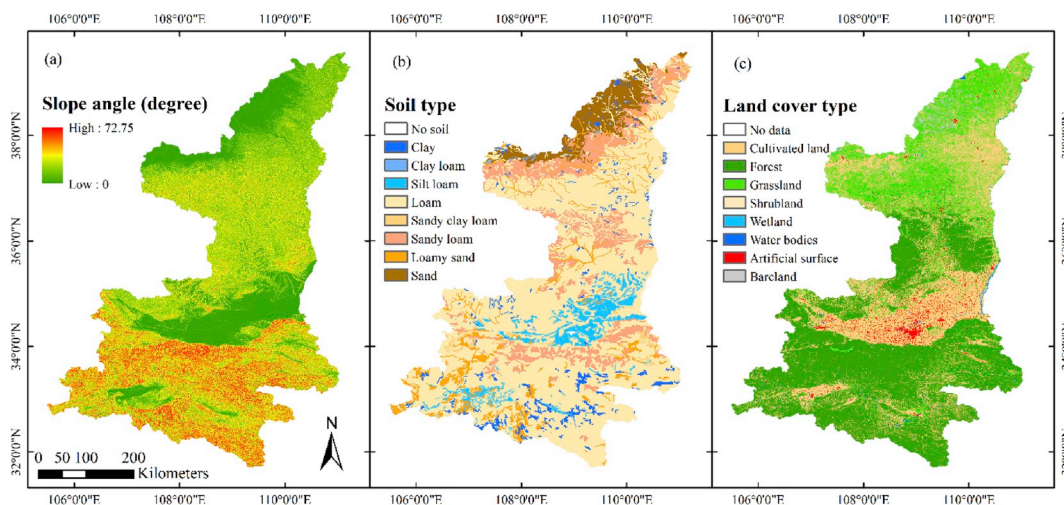 106°0'0"E 108°0'0"E 110°0'0"E 106°0'0"E 108°0'0"E 110°0'0"E 106°0'0"E 108°0'0"E 110°0'0"E
(a)
Slope angle (degree)
High : 72.75
Low : 0
38°0'0"N
36°0'0"N
34°0'0"N
32°0'0"N
N
0 50 100 200
Kilometers
(b)
Soil type
No soil
Clay
Clay loam
Silt loam
Loam
Sandy clay loam
Sandy loam
Loamy sand
Sand
(c)
Land cover type
No data
Cultivated land
Forest
Grassland
Shrubland
Wetland
Water bodies
Artificial surface
Bareland
106°0'0"E 108°0'0"E 110°0'0"E 106°0'0"E 108°0'0"E 110°0'0"E 106°0'0"E 108°0'0"E 110°0'0"E